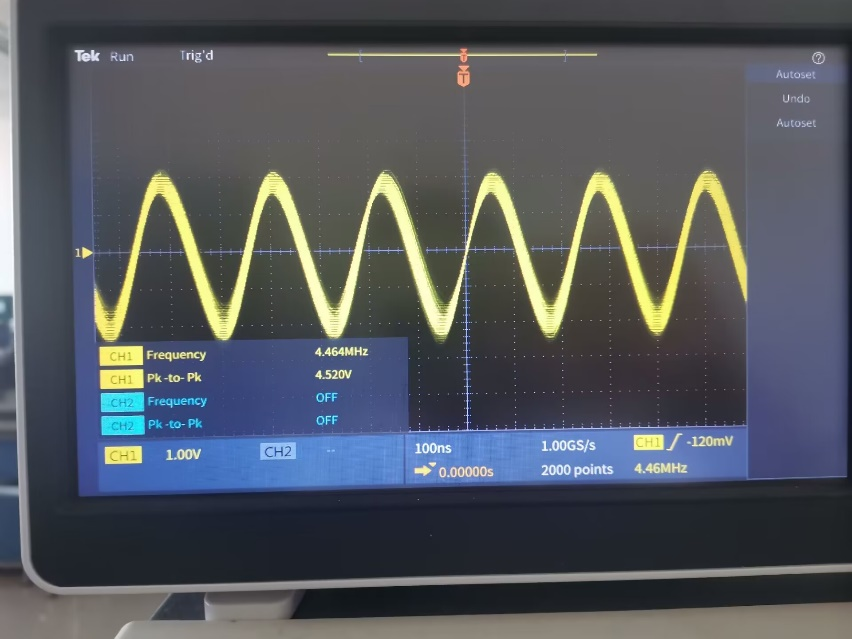 Tek Run Trig'd
T
T
Autoset
Undo
Autoset
1
CH1 Frequency 4.464MHz
CH1 Pk-to-Pk 4.520V
CH2 Frequency OFF
CH2 Pk-to-Pk OFF
CH1 1.00V CH2 -- 100ns 1.00GS/s CH1 -120mV
0.00000s 2000 points 4.46MHz